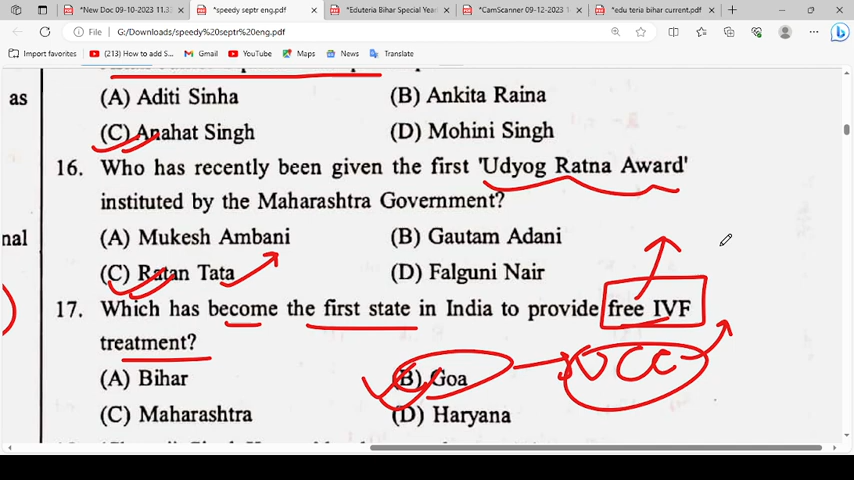 *New Doc 09-10-2023 11.3
*speedy septr eng.pdf
*Eduteria Bihar Special Year
*CamScanner 09-12-2023 1
*edu teria bihar current.pdf
File
G:/Downloads/speedy%20septr%20eng.pdf
Import favorites
(213) How to add S...
Gmail
YouTube
Maps
News
Translate
as
(A) Aditi Sinha
(B) Ankita Raina
(C) Anahat Singh
(D) Mohini Singh
16. Who has recently been given the first 'Udyog Ratna Award'
instituted by the Maharashtra Government?
nal
(A) Mukesh Ambani
(B) Gautam Adani
(C) Ratan Tata
(D) Falguni Nair
17. Which has become the first state in India to provide free IVF
treatment?
(A) Bihar
(B) Goa
(C) Maharashtra
(D) Haryana